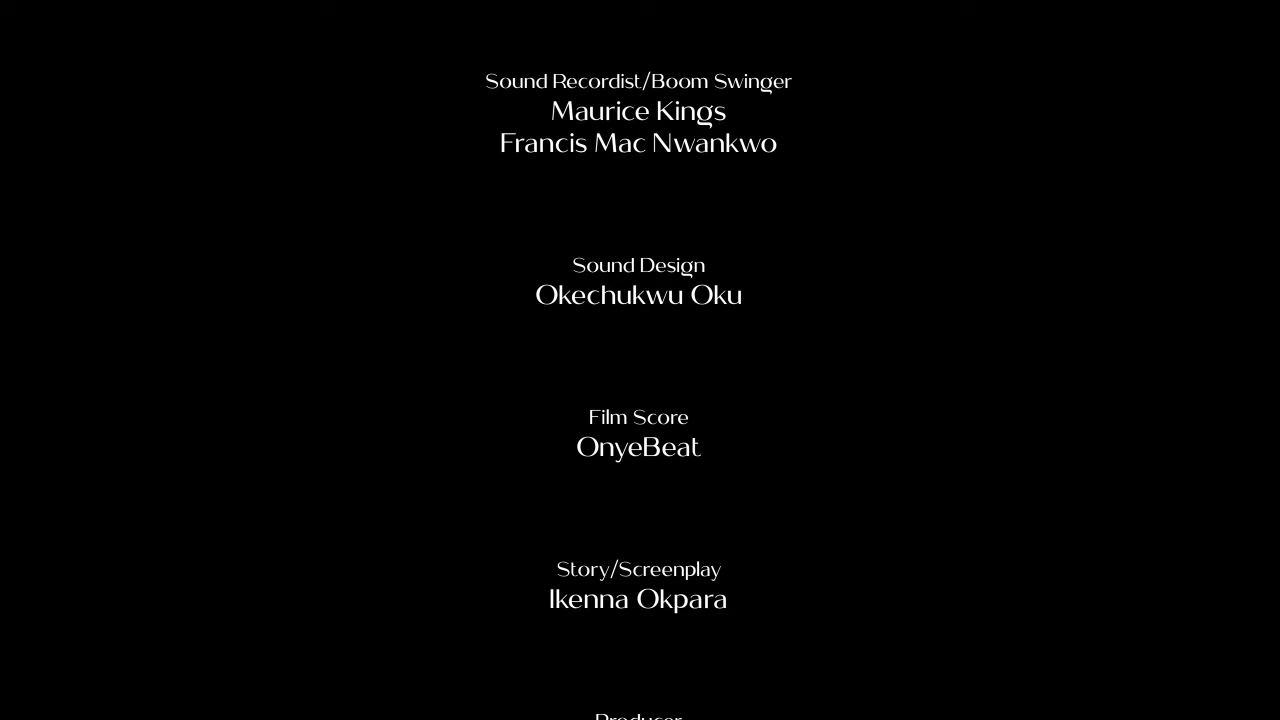 Sound Recordist/Boom Swinger
Maurice Kings
Francis Mac Nwankwo
Sound Design
Okechukwu Oku
Film Score
OnyeBeat
Story/Screenplay
Ikenna Okpara
Producer